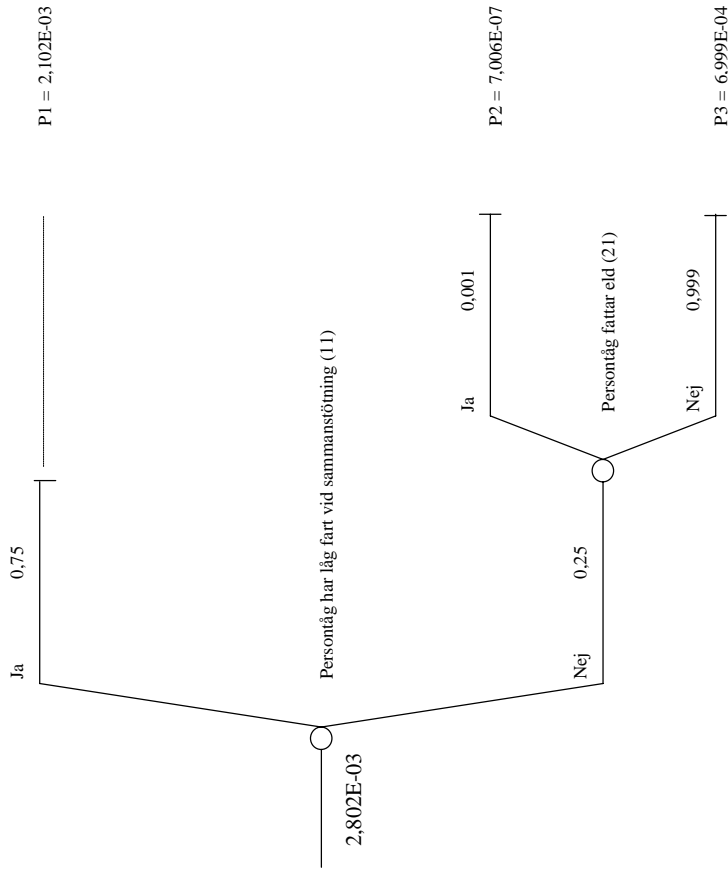 Ja 0,75
P1 = 2,102E-03
Persontåg har låg fart vid sammanstötning (11)
2,802E-03
Ja 0,001
P2 = 7,006E-07
Nej 0,25
Persontåg fattar eld (21)
Nej 0,999
P3 = 6,999E-04